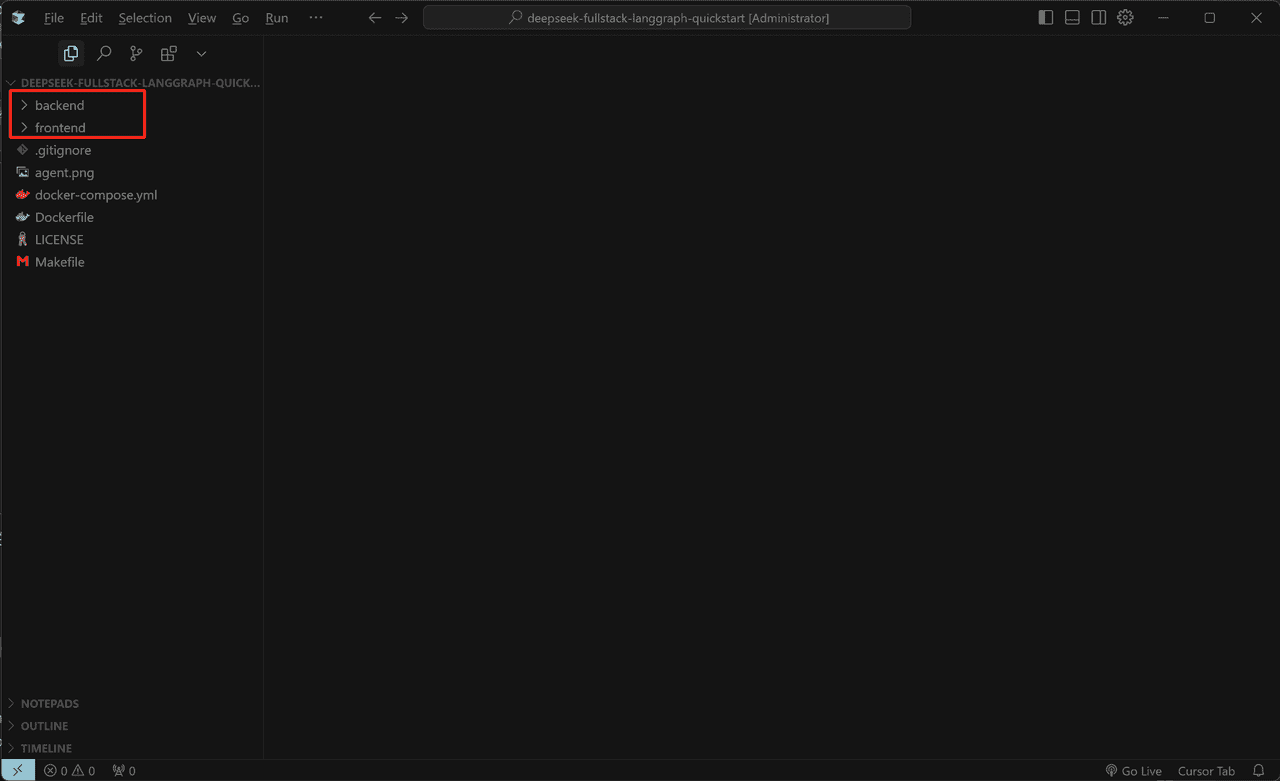 File Edit Selection View Go Run ··· deepseek-fullstack-langgraph-quickstart [Administrator]
DEEPSEEK-FULLSTACK-LANGGRAPH-QUICK...
backend
frontend
.gitignore
agent.png
docker-compose.yml
Dockerfile
LICENSE
Makefile
NOTEPADS
OUTLINE
TIMELINE
0 0 0 Go Live Cursor Tab